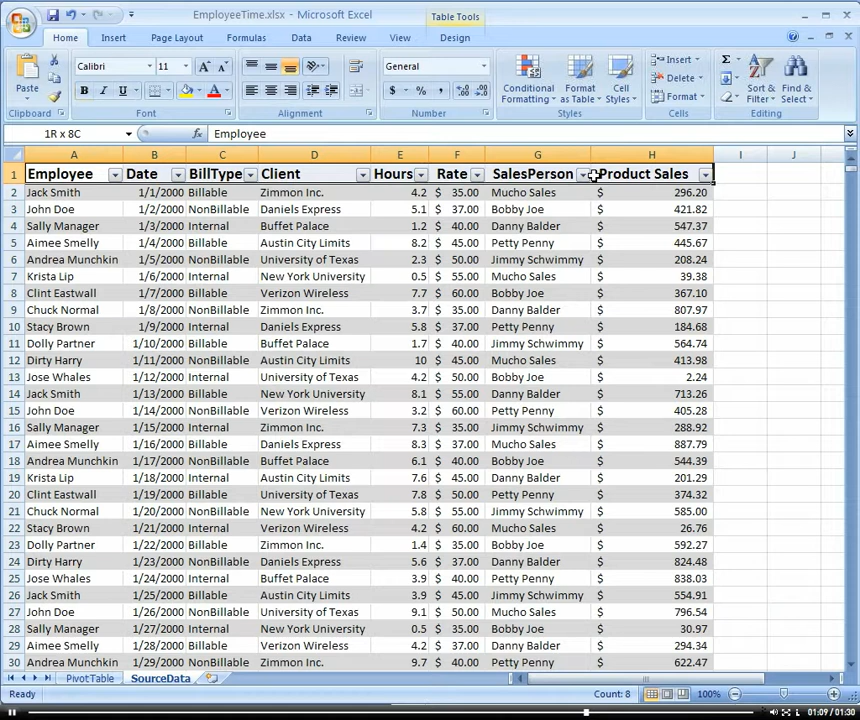 EmployeeTime.xlsx - Microsoft Excel
Table Tools
Home Insert Page Layout Formulas Data Review View Design
Paste
Calibri 11
B I U
General
$ % ,
Conditional Formatting
Format as Table
Cell Styles
Insert
Delete
Format
Sort & Filter
Find & Select
Clipboard Font Alignment Number Styles Cells Editing
1R x 8C fx Employee
A B C D E F G H I J
1 Employee Date BillType Client Hours Rate SalesPerson Product Sales
2 Jack Smith 1/1/2000 Billable Zimmon Inc. 4.2 $ 35.00 Mucho Sales $ 296.20
3 John Doe 1/2/2000 NonBillable Daniels Express 5.1 $ 37.00 Bobby Joe $ 421.82
4 Sally Manager 1/3/2000 Internal Buffet Palace 1.2 $ 40.00 Danny Balder $ 547.37
5 Aimee Smelly 1/4/2000 Billable Austin City Limits 8.2 $ 45.00 Petty Penny $ 445.67
6 Andrea Munchkin 1/5/2000 NonBillable University of Texas 2.3 $ 50.00 Jimmy Schwimmy $ 208.24
7 Krista Lip 1/6/2000 Internal New York University 0.5 $ 55.00 Mucho Sales $ 39.38
8 Clint Eastwall 1/7/2000 Billable Verizon Wireless 7.7 $ 60.00 Bobby Joe $ 367.10
9 Chuck Normal 1/8/2000 NonBillable Zimmon Inc. 3.7 $ 35.00 Danny Balder $ 807.97
10 Stacy Brown 1/9/2000 Internal Daniels Express 5.8 $ 37.00 Petty Penny $ 184.68
11 Dolly Partner 1/10/2000 Billable Buffet Palace 1.7 $ 40.00 Jimmy Schwimmy $ 564.74
12 Dirty Harry 1/11/2000 NonBillable Austin City Limits 10 $ 45.00 Mucho Sales $ 413.98
13 Jose Whales 1/12/2000 Internal University of Texas 4.2 $ 50.00 Bobby Joe $ 2.24
14 Jack Smith 1/13/2000 Billable New York University 8.1 $ 55.00 Danny Balder $ 713.26
15 John Doe 1/14/2000 NonBillable Verizon Wireless 3.2 $ 60.00 Petty Penny $ 405.28
16 Sally Manager 1/15/2000 Internal Zimmon Inc. 7.3 $ 35.00 Jimmy Schwimmy $ 288.92
17 Aimee Smelly 1/16/2000 Billable Daniels Express 8.3 $ 37.00 Mucho Sales $ 887.79
18 Andrea Munchkin 1/17/2000 NonBillable Buffet Palace 6.1 $ 40.00 Bobby Joe $ 544.39
19 Krista Lip 1/18/2000 Internal Austin City Limits 7.6 $ 45.00 Danny Balder $ 201.29
20 Clint Eastwall 1/19/2000 Billable University of Texas 7.8 $ 50.00 Petty Penny $ 374.32
21 Chuck Normal 1/20/2000 NonBillable New York University 5.8 $ 55.00 Jimmy Schwimmy $ 585.00
22 Stacy Brown 1/21/2000 Internal Verizon Wireless 4.2 $ 60.00 Mucho Sales $ 26.76
23 Dolly Partner 1/22/2000 Billable Zimmon Inc. 1.4 $ 35.00 Bobby Joe $ 592.27
24 Dirty Harry 1/23/2000 NonBillable Daniels Express 5.6 $ 37.00 Danny Balder $ 824.48
25 Jose Whales 1/24/2000 Internal Buffet Palace 3.9 $ 40.00 Petty Penny $ 838.03
26 Jack Smith 1/25/2000 Billable Austin City Limits 3.9 $ 45.00 Jimmy Schwimmy $ 554.91
27 John Doe 1/26/2000 NonBillable University of Texas 9.1 $ 50.00 Mucho Sales $ 796.54
28 Sally Manager 1/27/2000 Internal New York University 0.5 $ 35.00 Bobby Joe $ 30.97
29 Aimee Smelly 1/28/2000 Billable Verizon Wireless 4.2 $ 37.00 Danny Balder $ 294.34
30 Andrea Munchkin 1/29/2000 NonBillable Zimmon Inc. 9.7 $ 40.00 Petty Penny $ 622.47
PivotTable SourceData
Ready Count: 8 100%
01:09 / 01:30